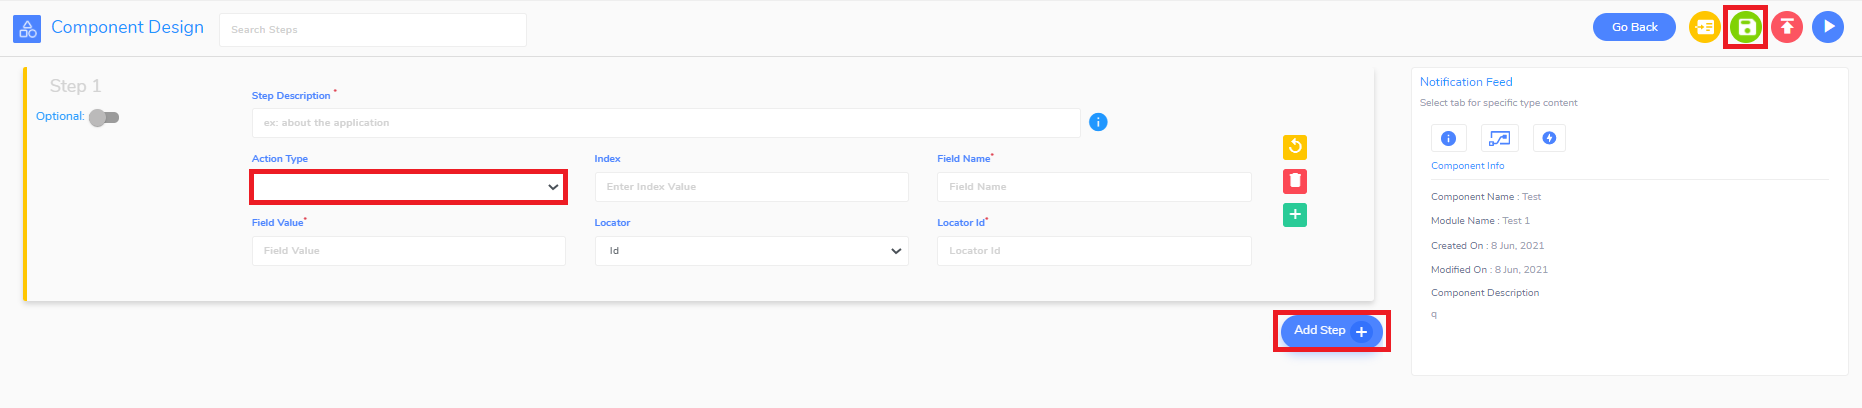 Component Design
Search Steps
Go Back
Step 1
Optional:
Step Description *
ex: about the application
Action Type
Index
Field Name*
Enter Index Value
Field Name
Field Value*
Locator
Locator Id*
Field Value
Id
Locator Id
Add Step
Notification Feed
Select tab for specific type content
Component Info
Component Name : Test
Module Name : Test 1
Created On : 8 Jun, 2021
Modified On : 8 Jun, 2021
Component Description
q